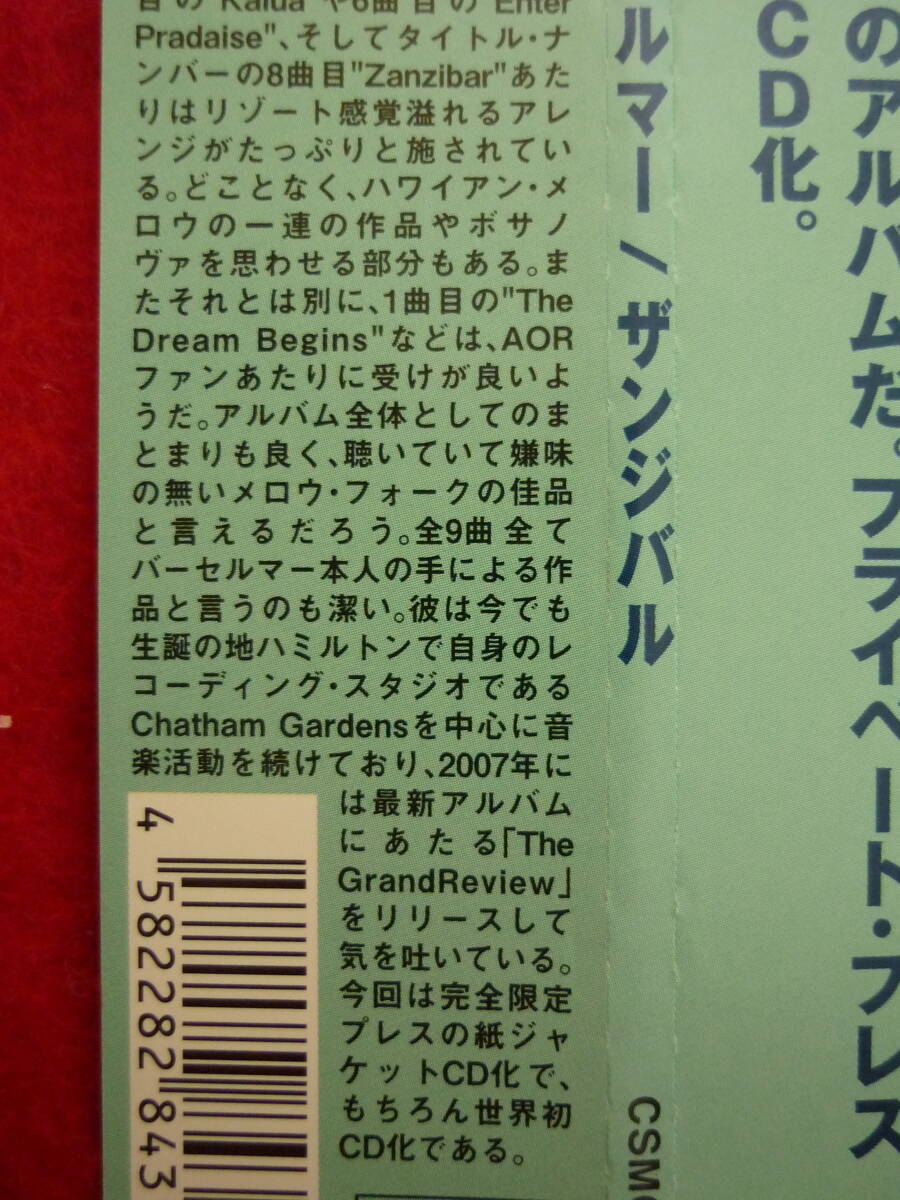 目の"Kalua"や6曲目の"Enter
Pradaise"、そしてタイトル・ナ
ンバーの8曲目"Zanzibar"あた
りはリゾート感覚溢れるアレ
ンジがたっぷりと施されてい
る。どことなく、ハワイアン・メ
ロウの一連の作品やボサノ
ヴァを思わせる部分もある。ま
たそれとは別に、1曲目の"The
Dream Begins"などは、AOR
ファンあたりに受けが良いよ
うだ。アルバム全体としてのま
とまりも良く、聴いていて嫌味
の無いメロウ・フォークの佳品
と言えるだろう。全9曲全て
バーセルマー本人の手による作
品と言うのも潔い。彼は今でも
生誕の地ハミルトンで自身のレ
コーディング・スタジオである
Chatham Gardensを中心に音
楽活動を続けており、2007年に
は最新アルバム
にあたる「The
GrandReview」
をリリースして
気を吐いている。
今回は完全限定
プレスの紙ジャ
ケットCD化で、
もちろん世界初
CD化である。
4 582282 843
ルマー / ザンジバル
CSM
のアルバムだ。プライベート・プレス
CD化。